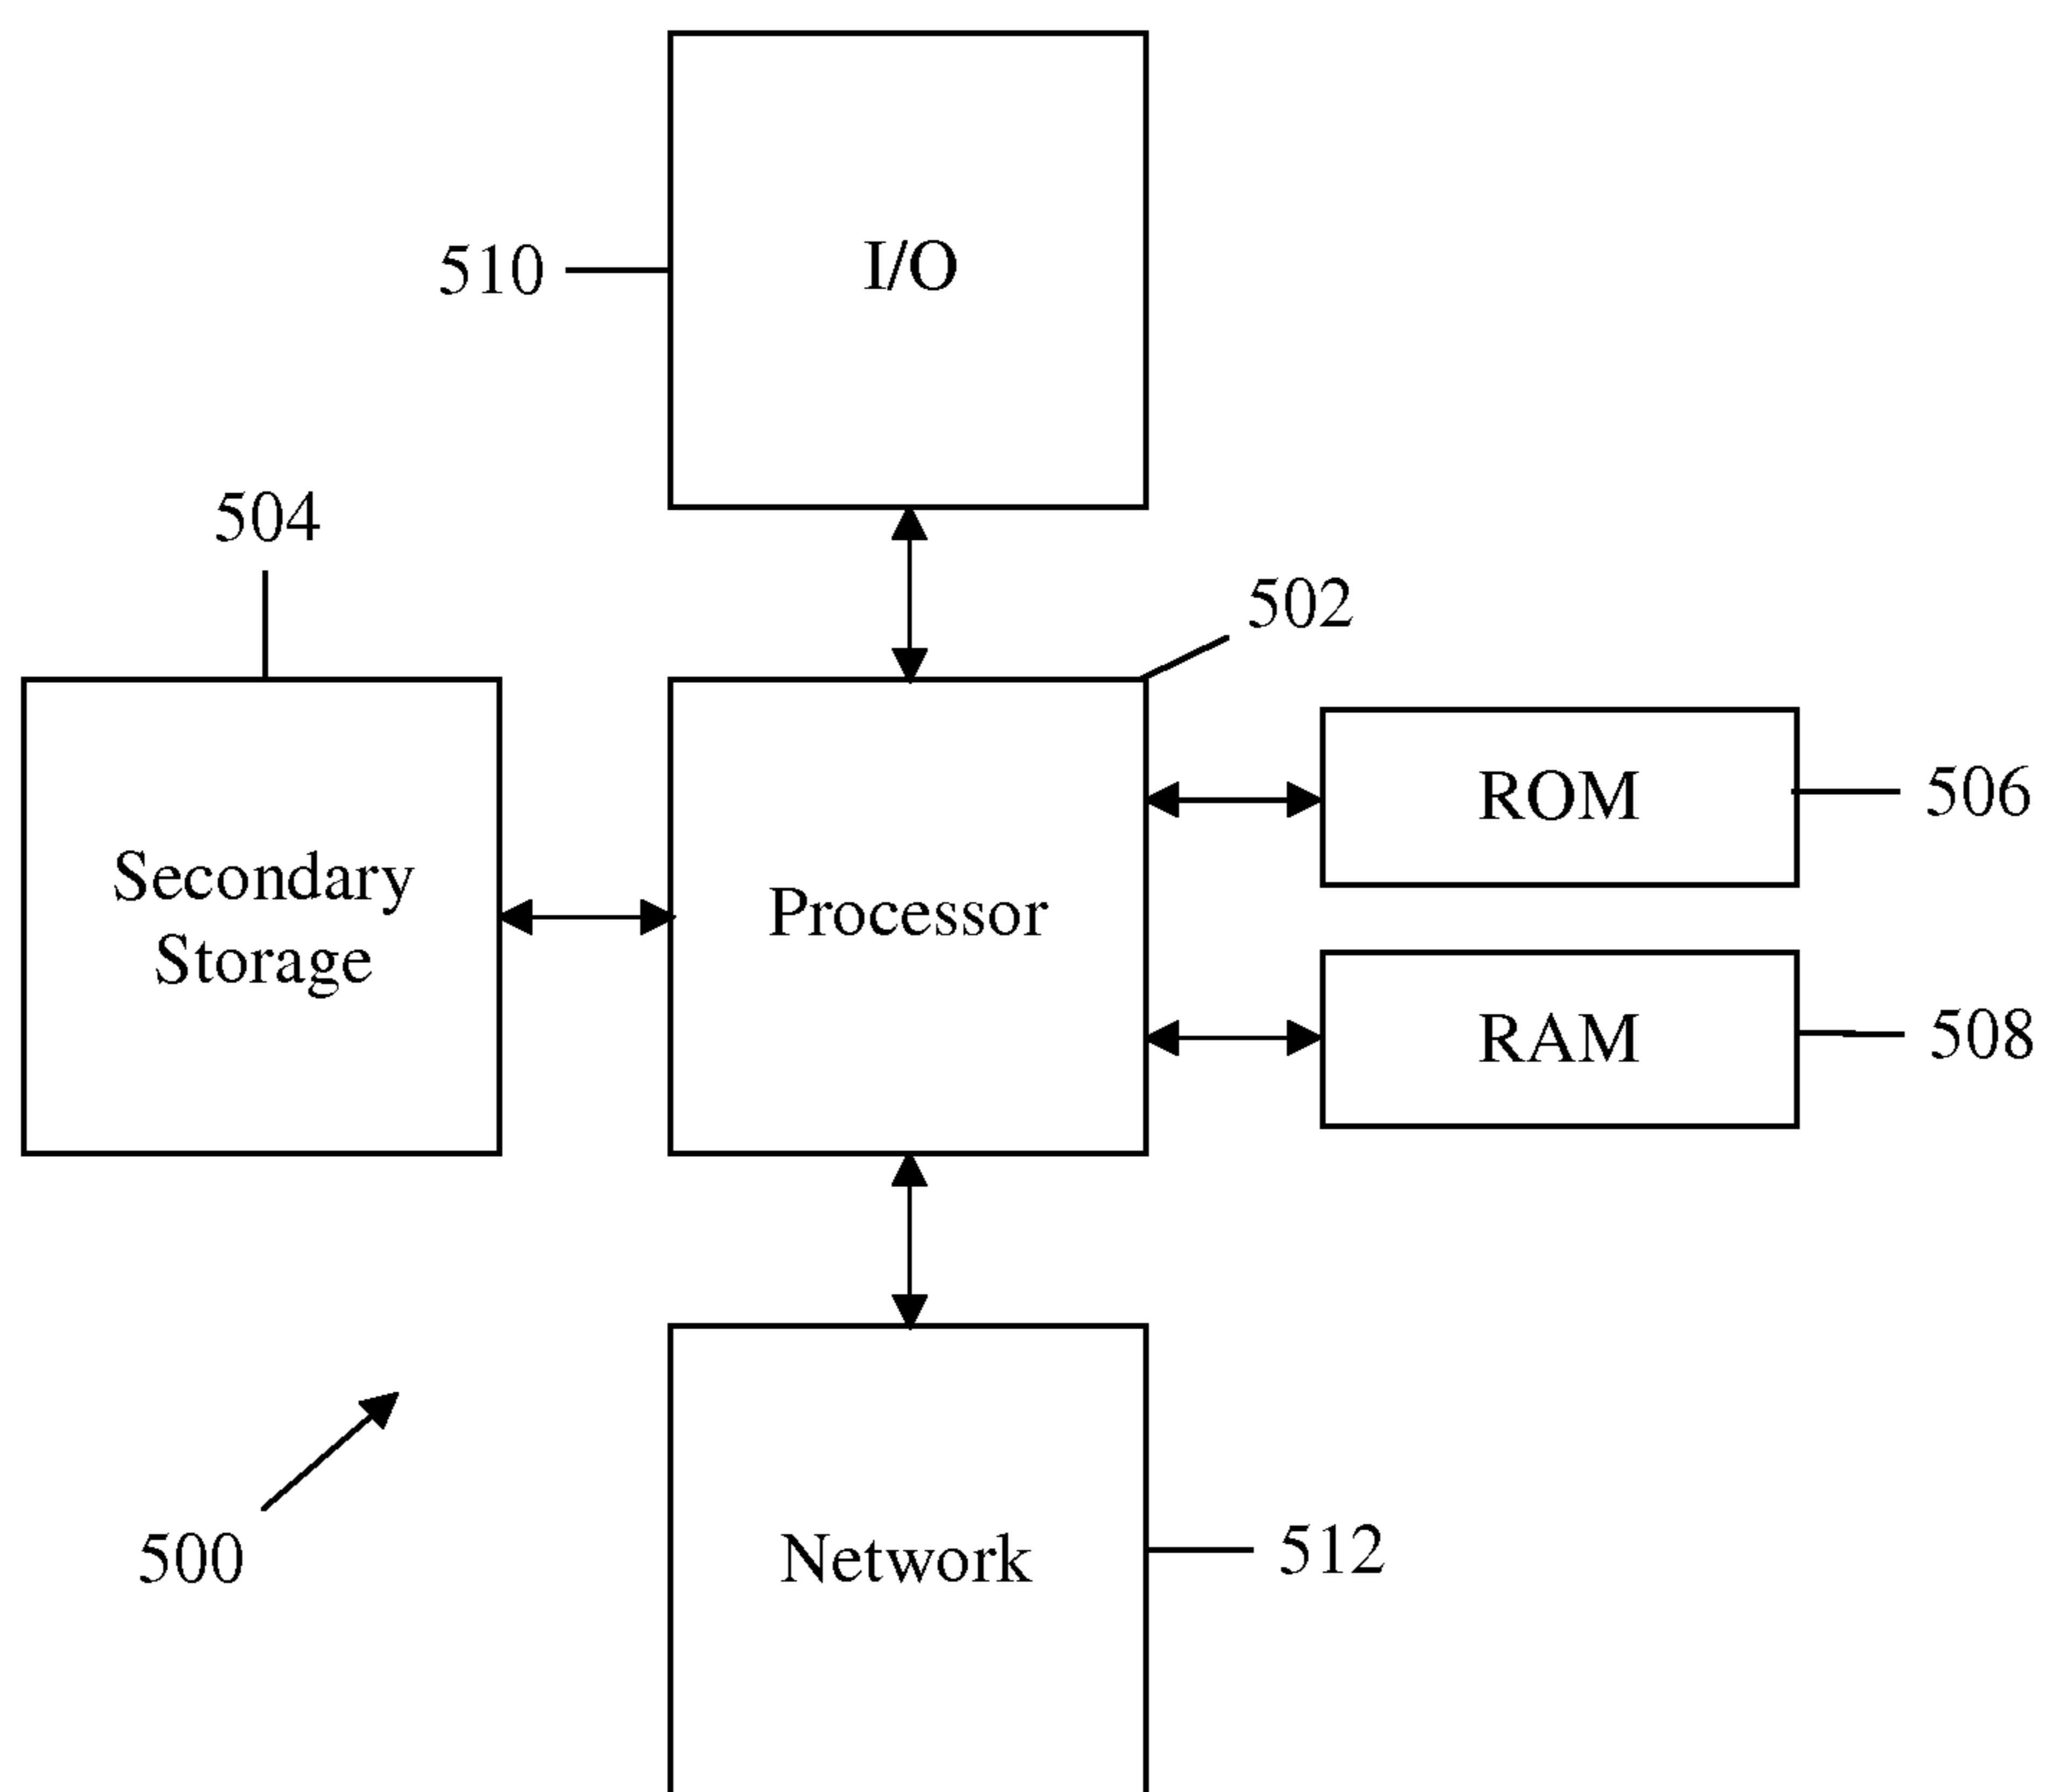 I/O
510
504
502
ROM
506
Secondary
Storage
Processor
RAM
508
Network
512
500